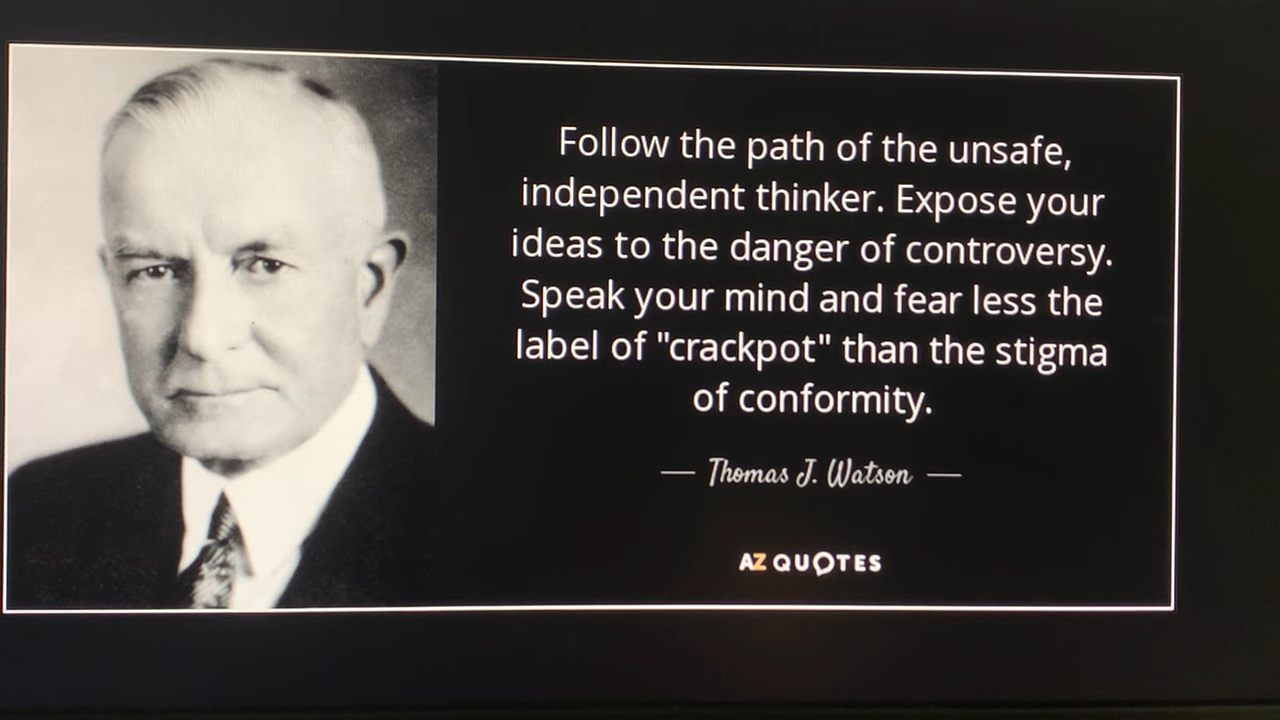 Follow the path of the unsafe,
independent thinker. Expose your
ideas to the danger of controversy.
Speak your mind and fear less the
label of "crackpot" than the stigma
of conformity.
— Thomas J. Watson —
AZ QUOTES